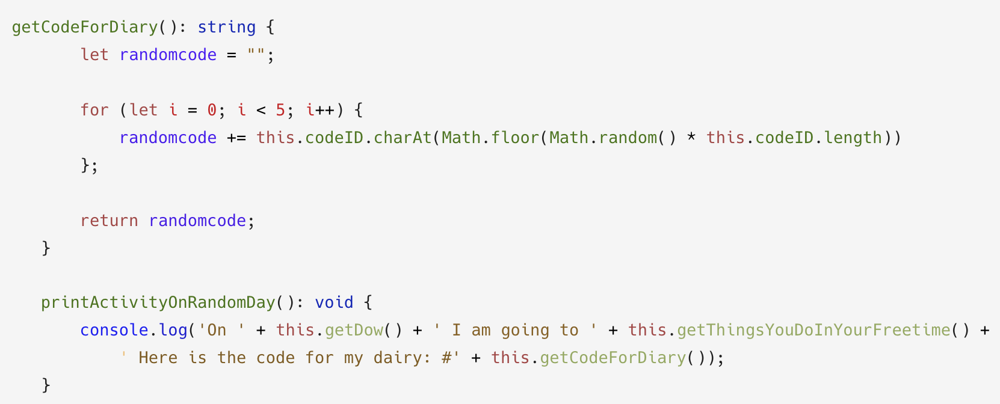 getCodeForDiary(): string {
let randomcode = "";
for (let i = 0; i < 5; i++) {
randomcode += this.codeID.charAt(Math.floor(Math.random() * this.codeID.length))
};
return randomcode;
}
printActivityOnRandomDay(): void {
console.log('On ' + this.getDow() + ' I am going to ' + this.getThingsYouDoInYourFreetime() +
' Here is the code for my dairy: #' + this.getCodeForDiary());
}